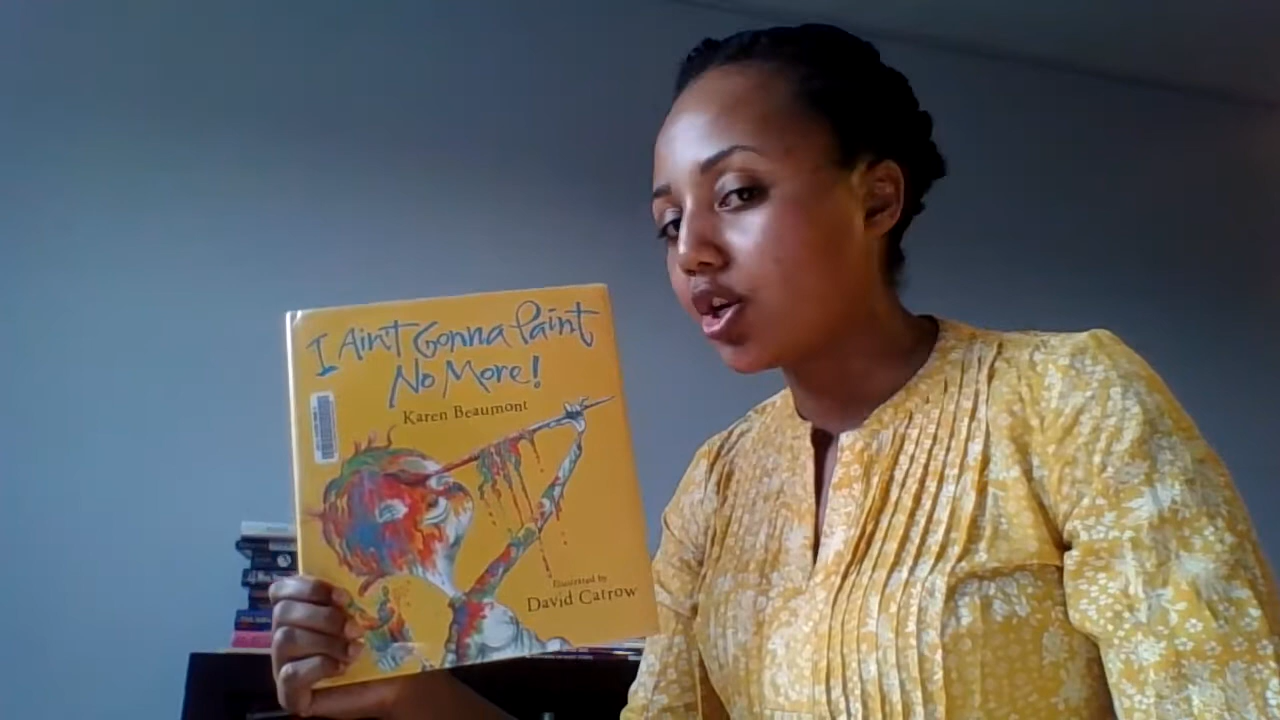 I Ain't Gonna Paint
No More!
Karen Beaumont
Illustrated by
David Catrow